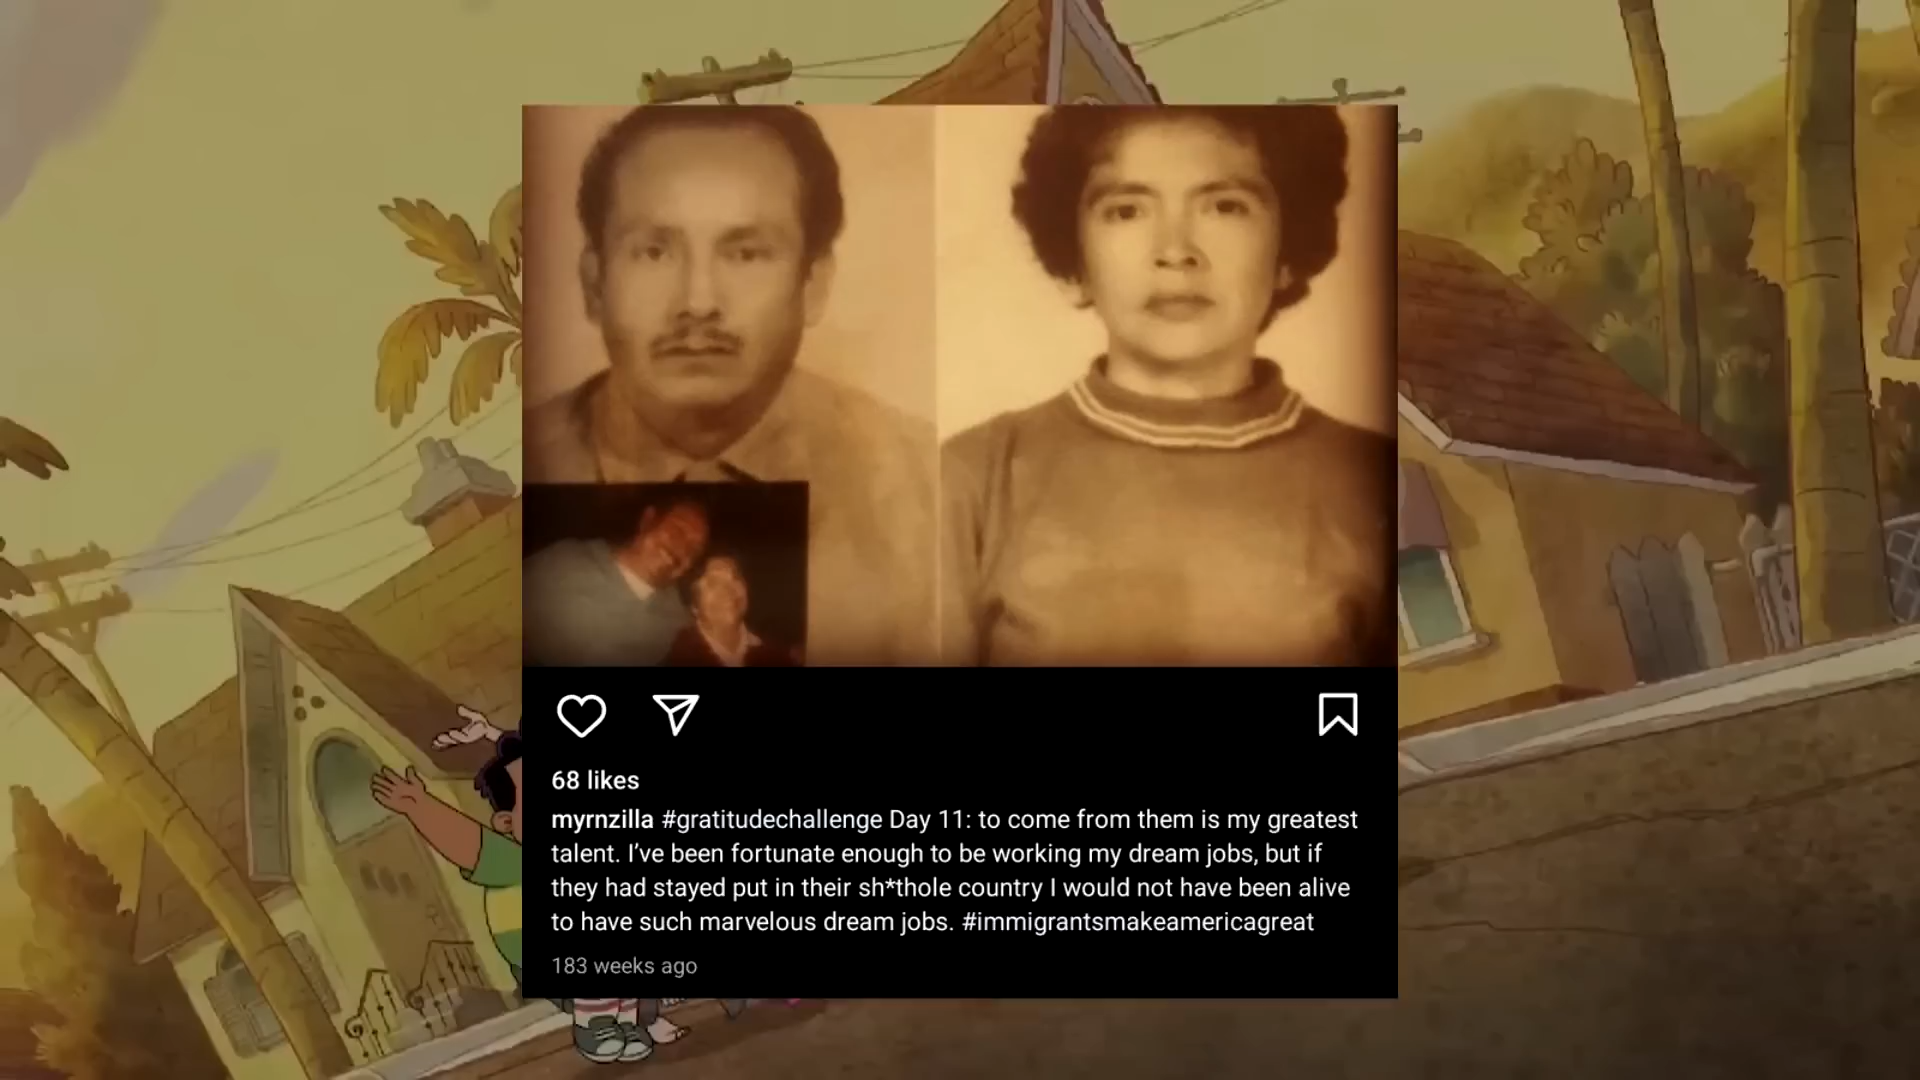 68 likes
myrnzilla #gratitudechallenge Day 11: to come from them is my greatest
talent. I’ve been fortunate enough to be working my dream jobs, but if
they had stayed put in their sh*thole country I would not have been alive
to have such marvelous dream jobs. #immigrantsmakeamericagreat
183 weeks ago